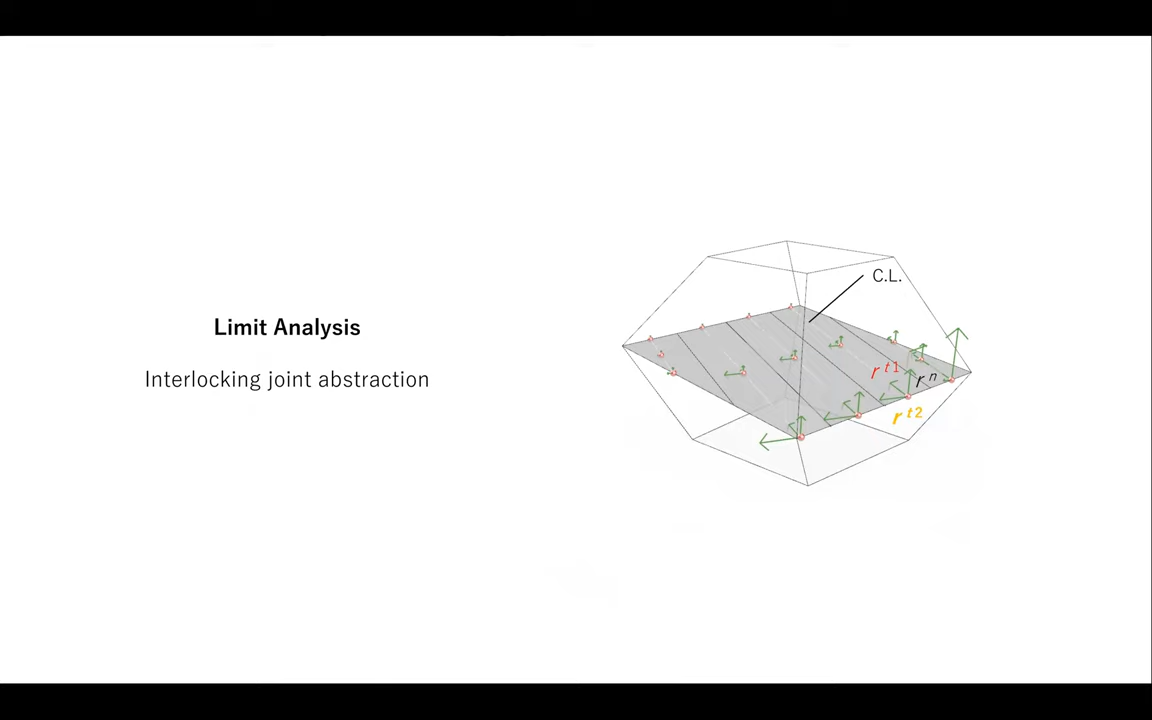 Limit Analysis
Interlocking joint abstraction
C.L.
r t1
r n
r t2